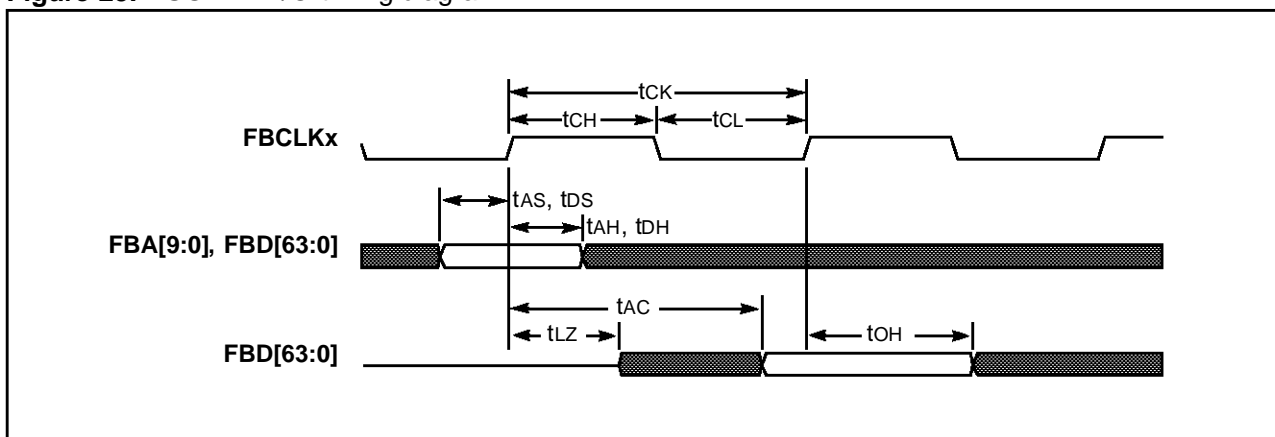 tCK
tCH
tCL
FBCLKx
tAS, tDS
tAH, tDH
FBA[9:0], FBD[63:0]
tAC
tLZ
tOH
FBD[63:0]